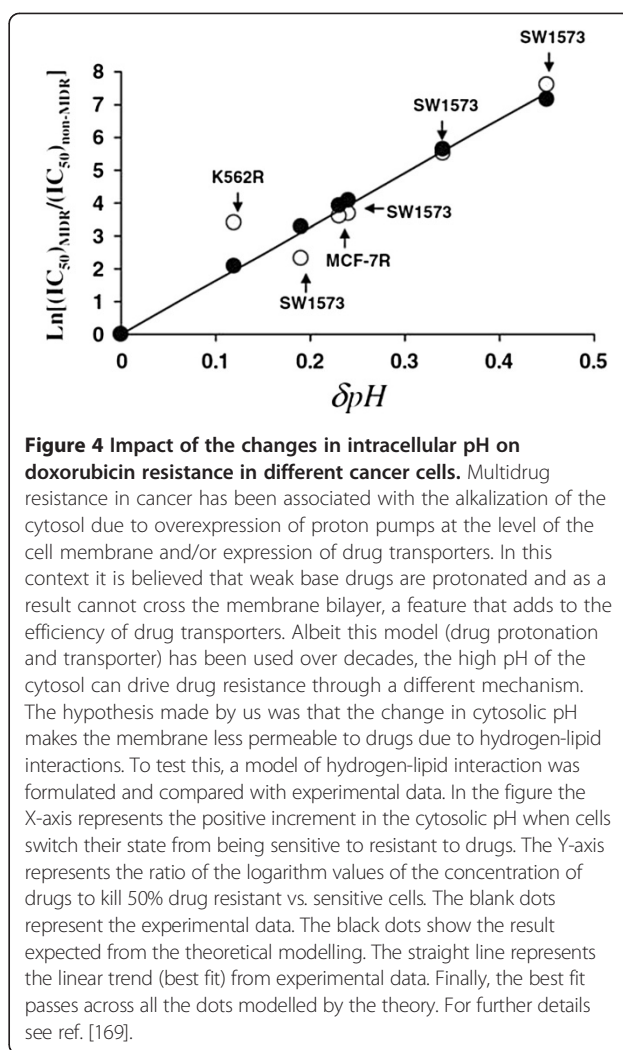 SW1573
8
7
SW1573
6
5
K562R
4
SW1573
3
MCF-7R
2
1
SW1573
0
Ln[(IC50)MDR/(IC50)non-MDR]
0 0.1 0.2 0.3 0.4 0.5
δpH
Figure 4 Impact of the changes in intracellular pH on
doxorubicin resistance in different cancer cells. Multidrug
resistance in cancer has been associated with the alkalization of the
cytosol due to overexpression of proton pumps at the level of the
cell membrane and/or expression of drug transporters. In this
context it is believed that weak base drugs are protonated and as a
result cannot cross the membrane bilayer, a feature that adds to the
efficiency of drug transporters. Albeit this model (drug protonation
and transporter) has been used over decades, the high pH of the
cytosol can drive drug resistance through a different mechanism.
The hypothesis made by us was that the change in cytosolic pH
makes the membrane less permeable to drugs due to hydrogen-lipid
interactions. To test this, a model of hydrogen-lipid interaction was
formulated and compared with experimental data. In the figure the
X-axis represents the positive increment in the cytosolic pH when cells
switch their state from being sensitive to resistant to drugs. The Y-axis
represents the ratio of the logarithm values of the concentration of
drugs to kill 50% drug resistant vs. sensitive cells. The blank dots
represent the experimental data. The black dots show the result
expected from the theoretical modelling. The straight line represents
the linear trend (best fit) from experimental data. Finally, the best fit
passes across all the dots modelled by the theory. For further details
see ref. [169].